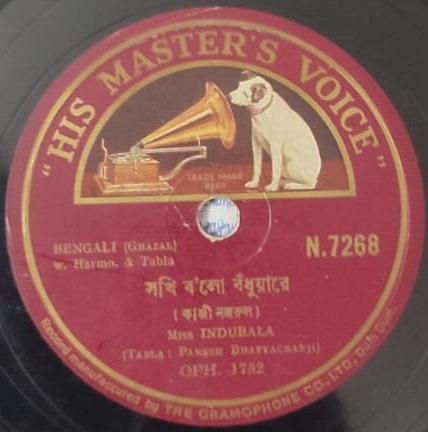 "HIS MASTER'S VOICE"
TRADE MARK
BENGALI (GHAZAL)
w. Harmo. & Tabla
N.7268
সখি ব'লো বঁধুয়ারে
(কাজী নজরুল)
MISS INDUBALA
(TABLA: PARESH BHATTACHARJI)
OPH. 1752
Record manufactured by THE GRAMOPHONE CO., LTD., Dum Dum.